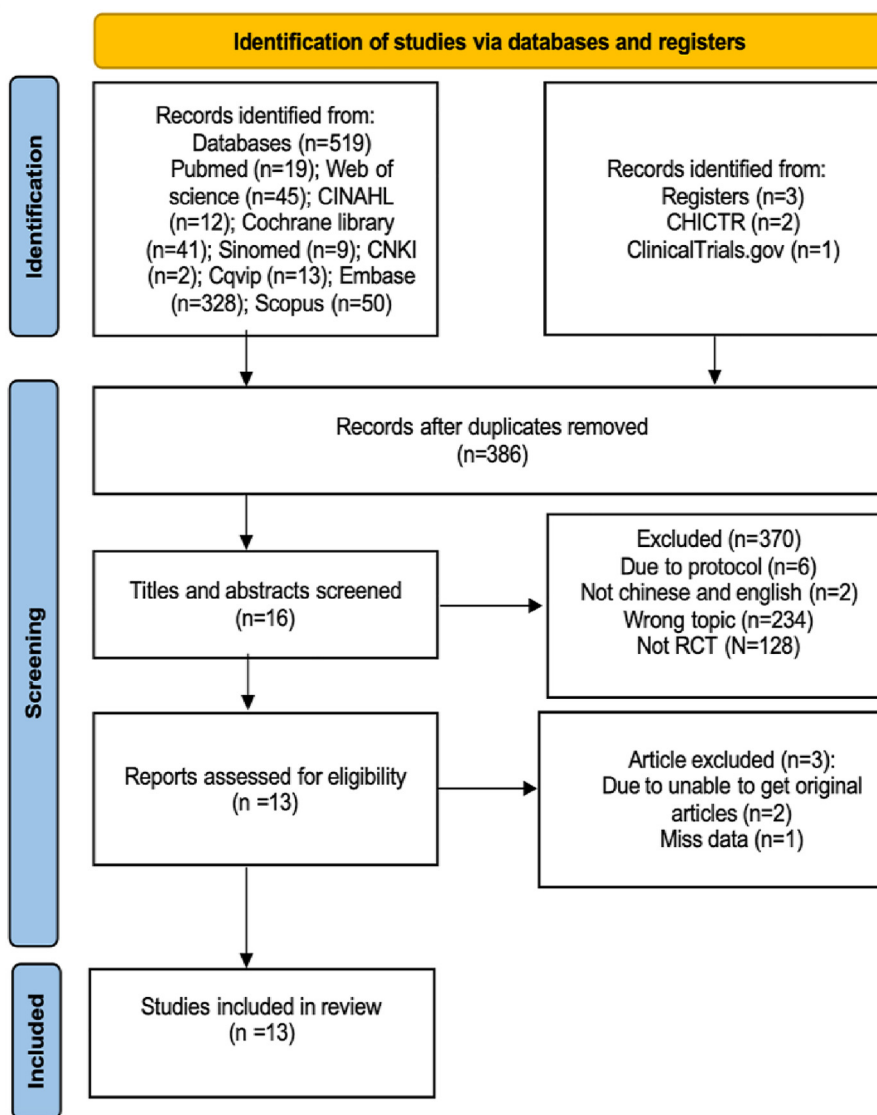 Identification of studies via databases and registers
Identification
Records identified from:
Databases (n=519)
Pubmed (n=19); Web of
science (n=45); CINAHL
(n=12); Cochrane library
(n=41); Sinomed (n=9); CNKI
(n=2); Cqvip (n=13); Embase
(n=328); Scopus (n=50)
Records identified from:
Registers (n=3)
CHICTR (n=2)
ClinicalTrials.gov (n=1)
Screening
Records after duplicates removed
(n=386)
Titles and abstracts screened
(n=16)
Excluded (n=370)
Due to protocol (n=6)
Not chinese and english (n=2)
Wrong topic (n=234)
Not RCT (N=128)
Reports assessed for eligibility
(n =13)
Article excluded (n=3):
Due to unable to get original
articles (n=2)
Miss data (n=1)
Included
Studies included in review
(n =13)